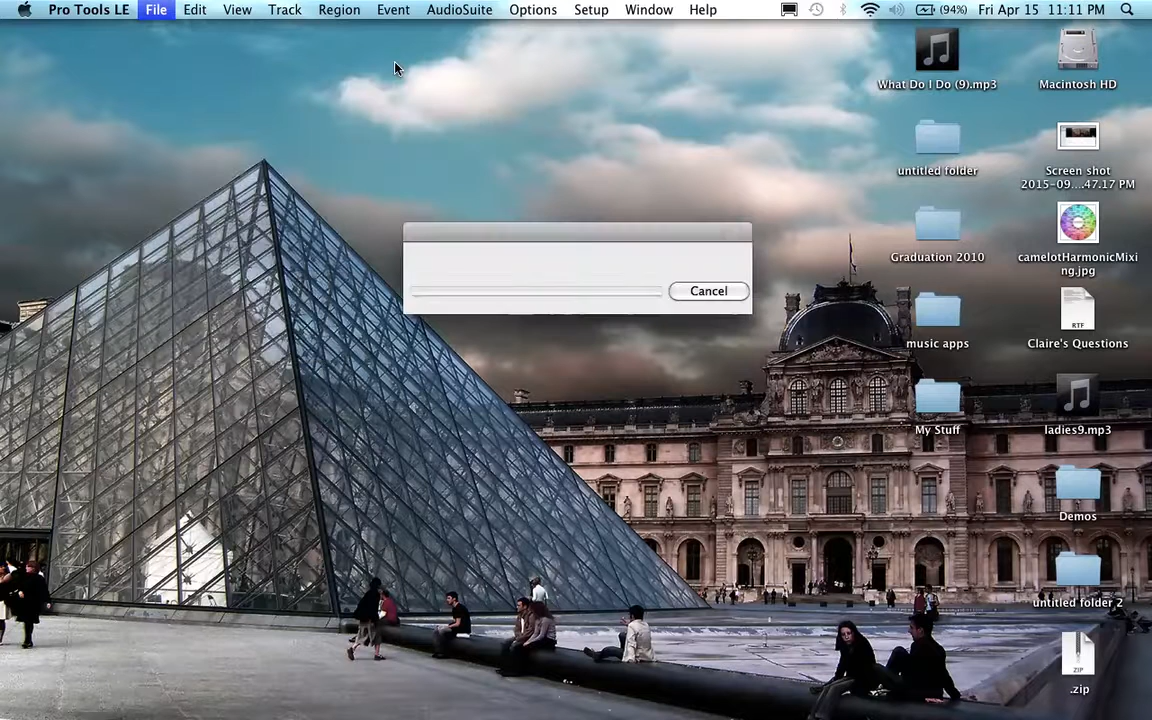 Pro Tools LE File Edit View Track Region Event AudioSuite Options Setup Window Help (94%) Fri Apr 15 11:11 PM
What Do I Do (9).mp3
Macintosh HD
untitled folder
Screen shot
2015-09....47.17 PM
Graduation 2010
camelotHarmonicMixi
ng.jpg
music apps
RTF
Claire's Questions
My Stuff
ladies9.mp3
Demos
untitled folder 2
ZIP
.zip
Cancel